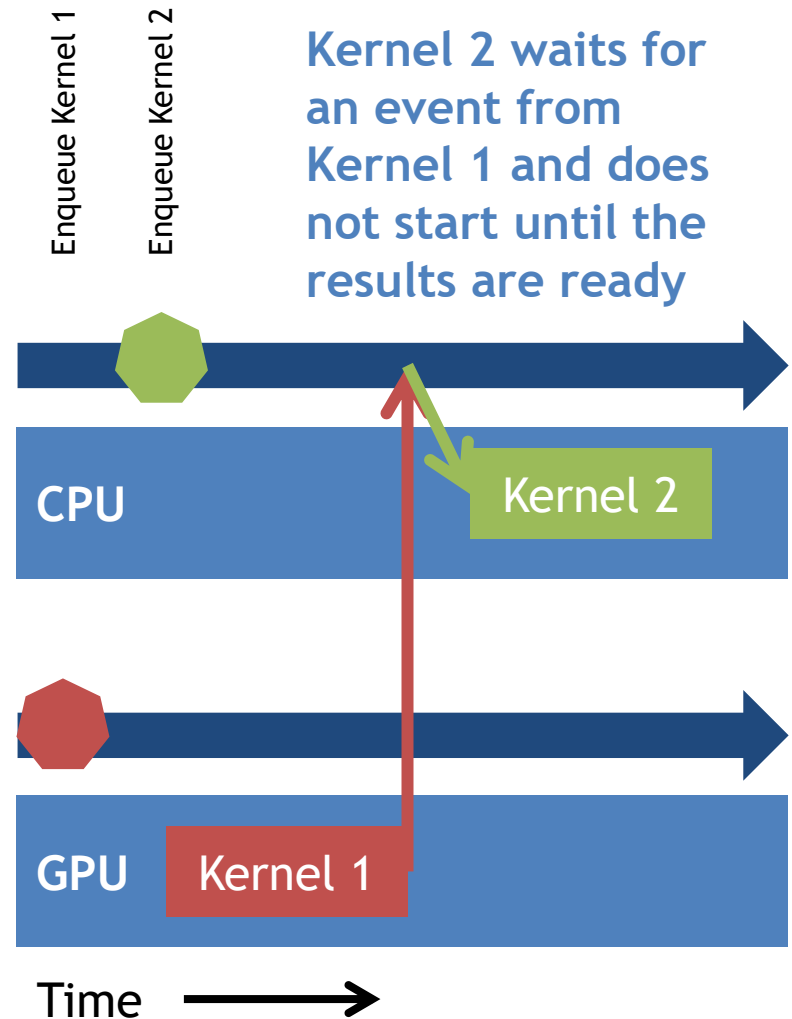 Enqueue Kernel 1
Enqueue Kernel 2
Kernel 2 waits for
an event from
Kernel 1 and does
not start until the
results are ready
CPU
Kernel 2
GPU
Kernel 1
Time